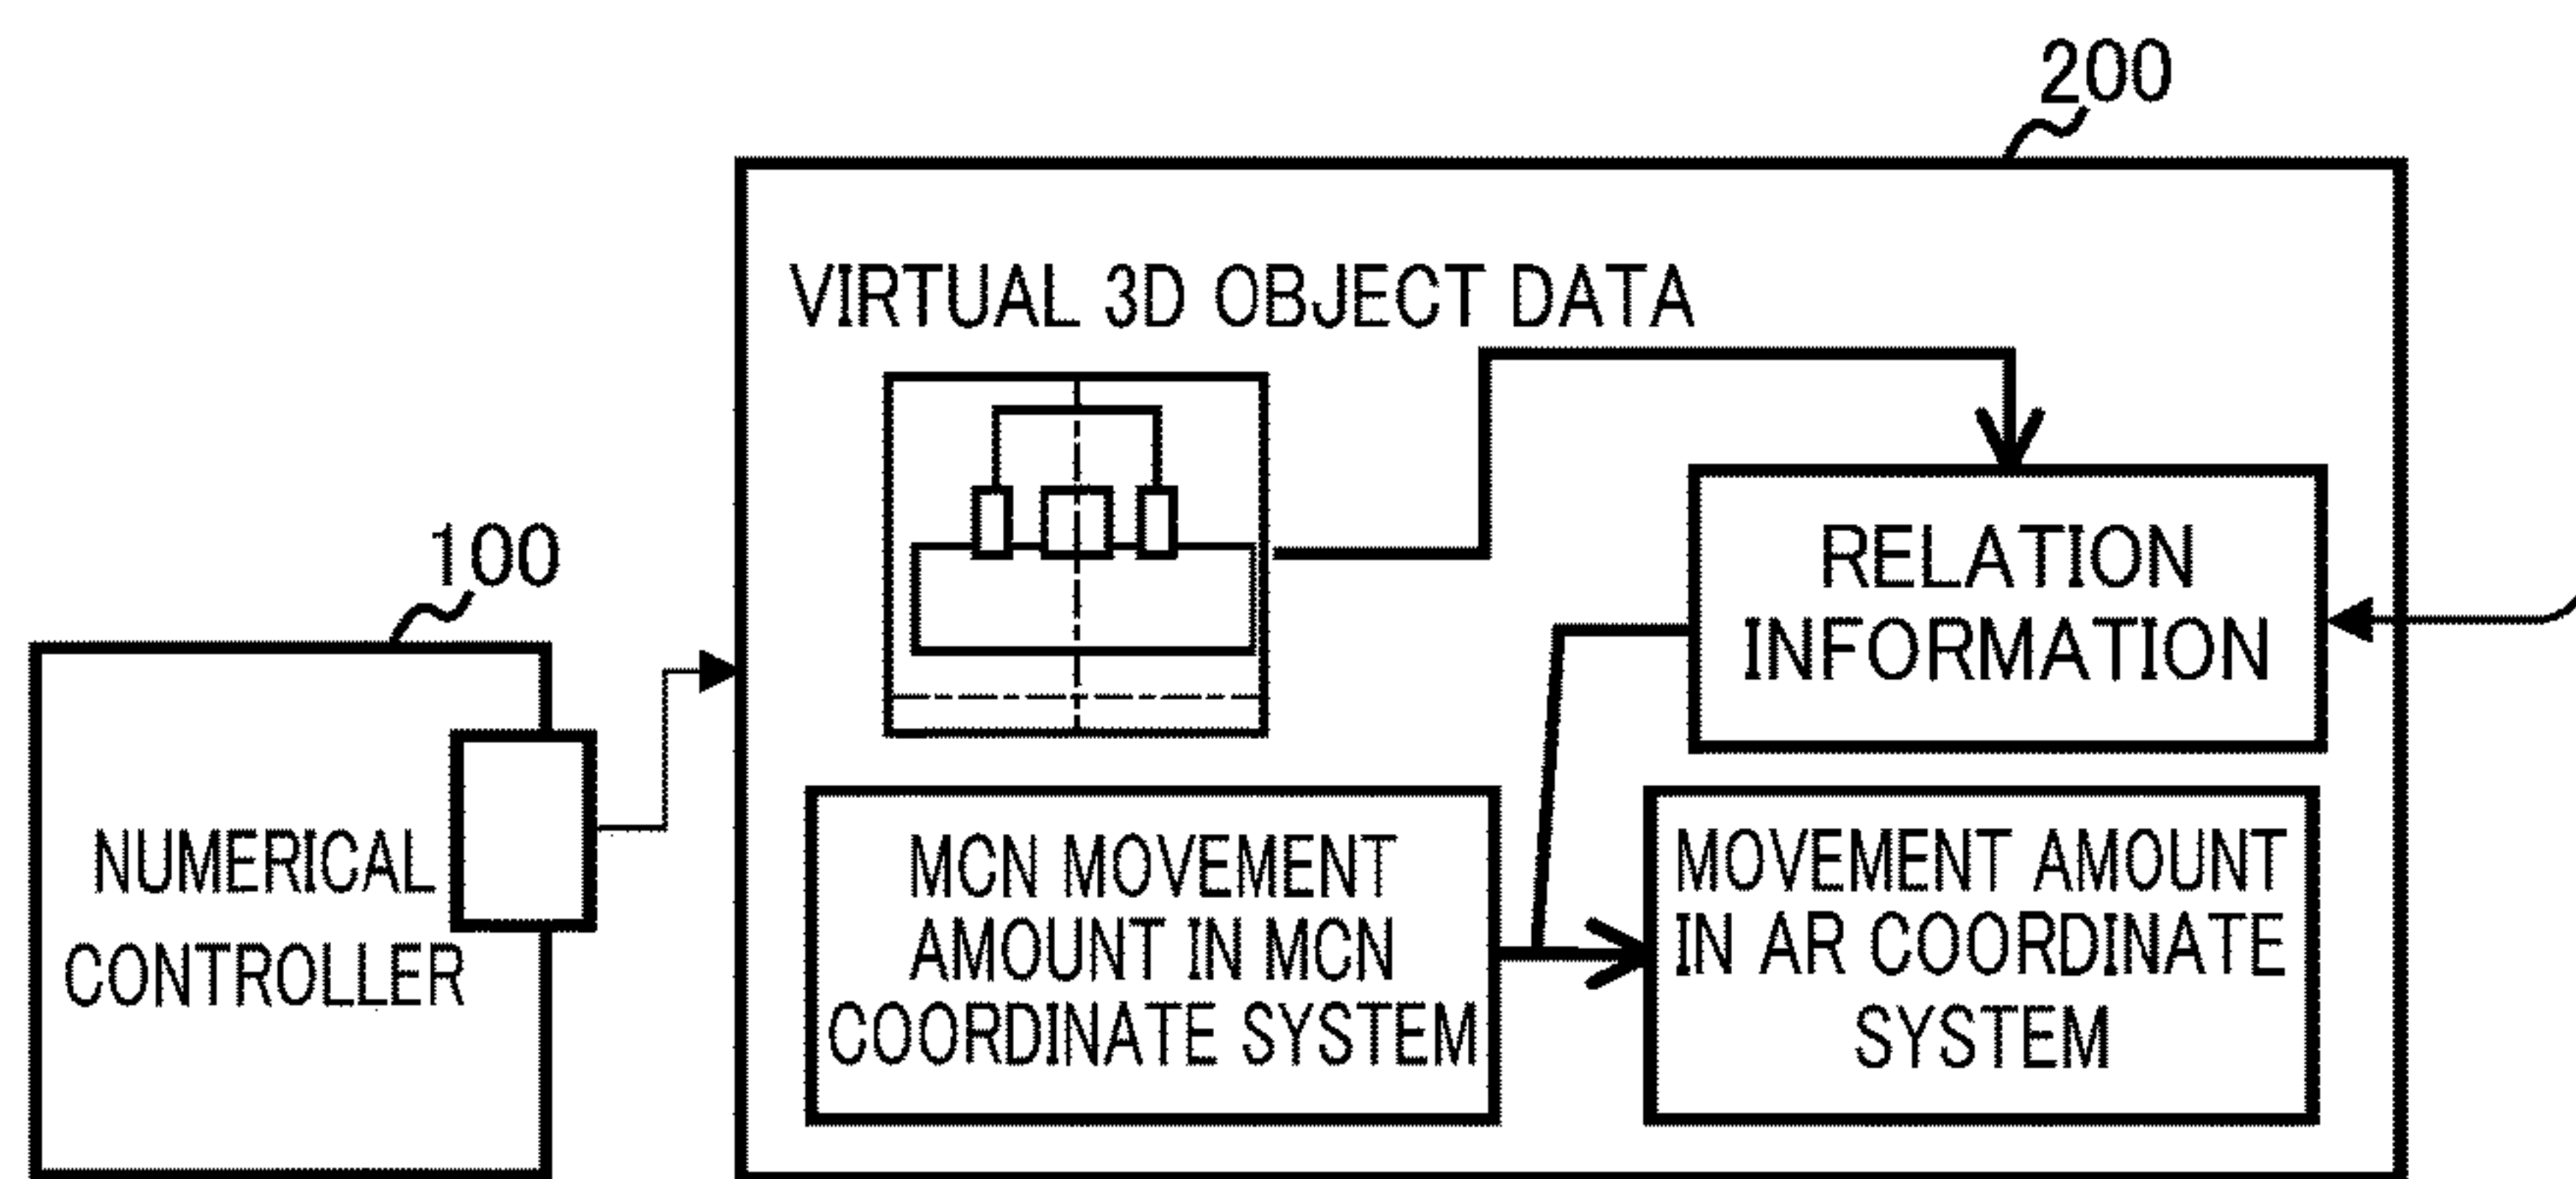 200
VIRTUAL 3D OBJECT DATA
100
RELATION
INFORMATION
NUMERICAL
CONTROLLER
MCN MOVEMENT
AMOUNT IN MCN
COORDINATE SYSTEM
MOVEMENT AMOUNT
IN AR COORDINATE
SYSTEM